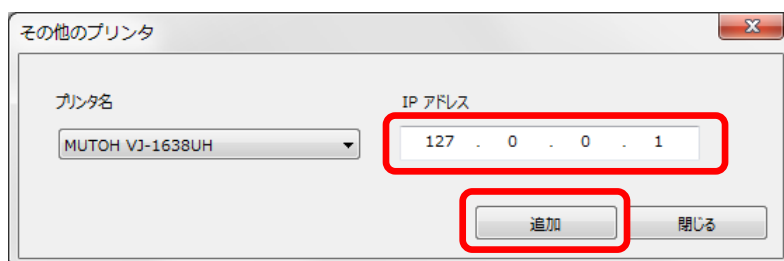 その他のプリンタ
プリンタ名
IP アドレス
MUTOH VJ-1638UH
127 . 0 . 0 . 1
追加
閉じる